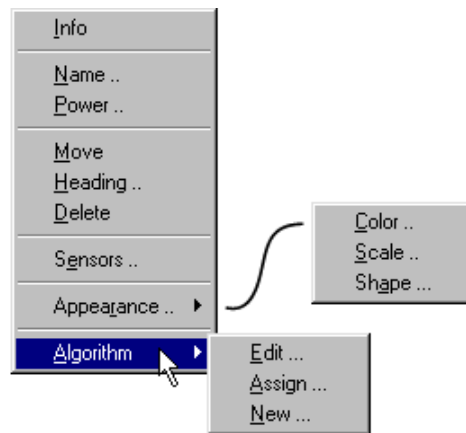 Info
Name ..
Power ..
Move
Heading ..
Delete
Sensors ..
Appearance ..
Algorithm
Color ..
Scale ..
Shape ...
Edit ...
Assign ...
New ...